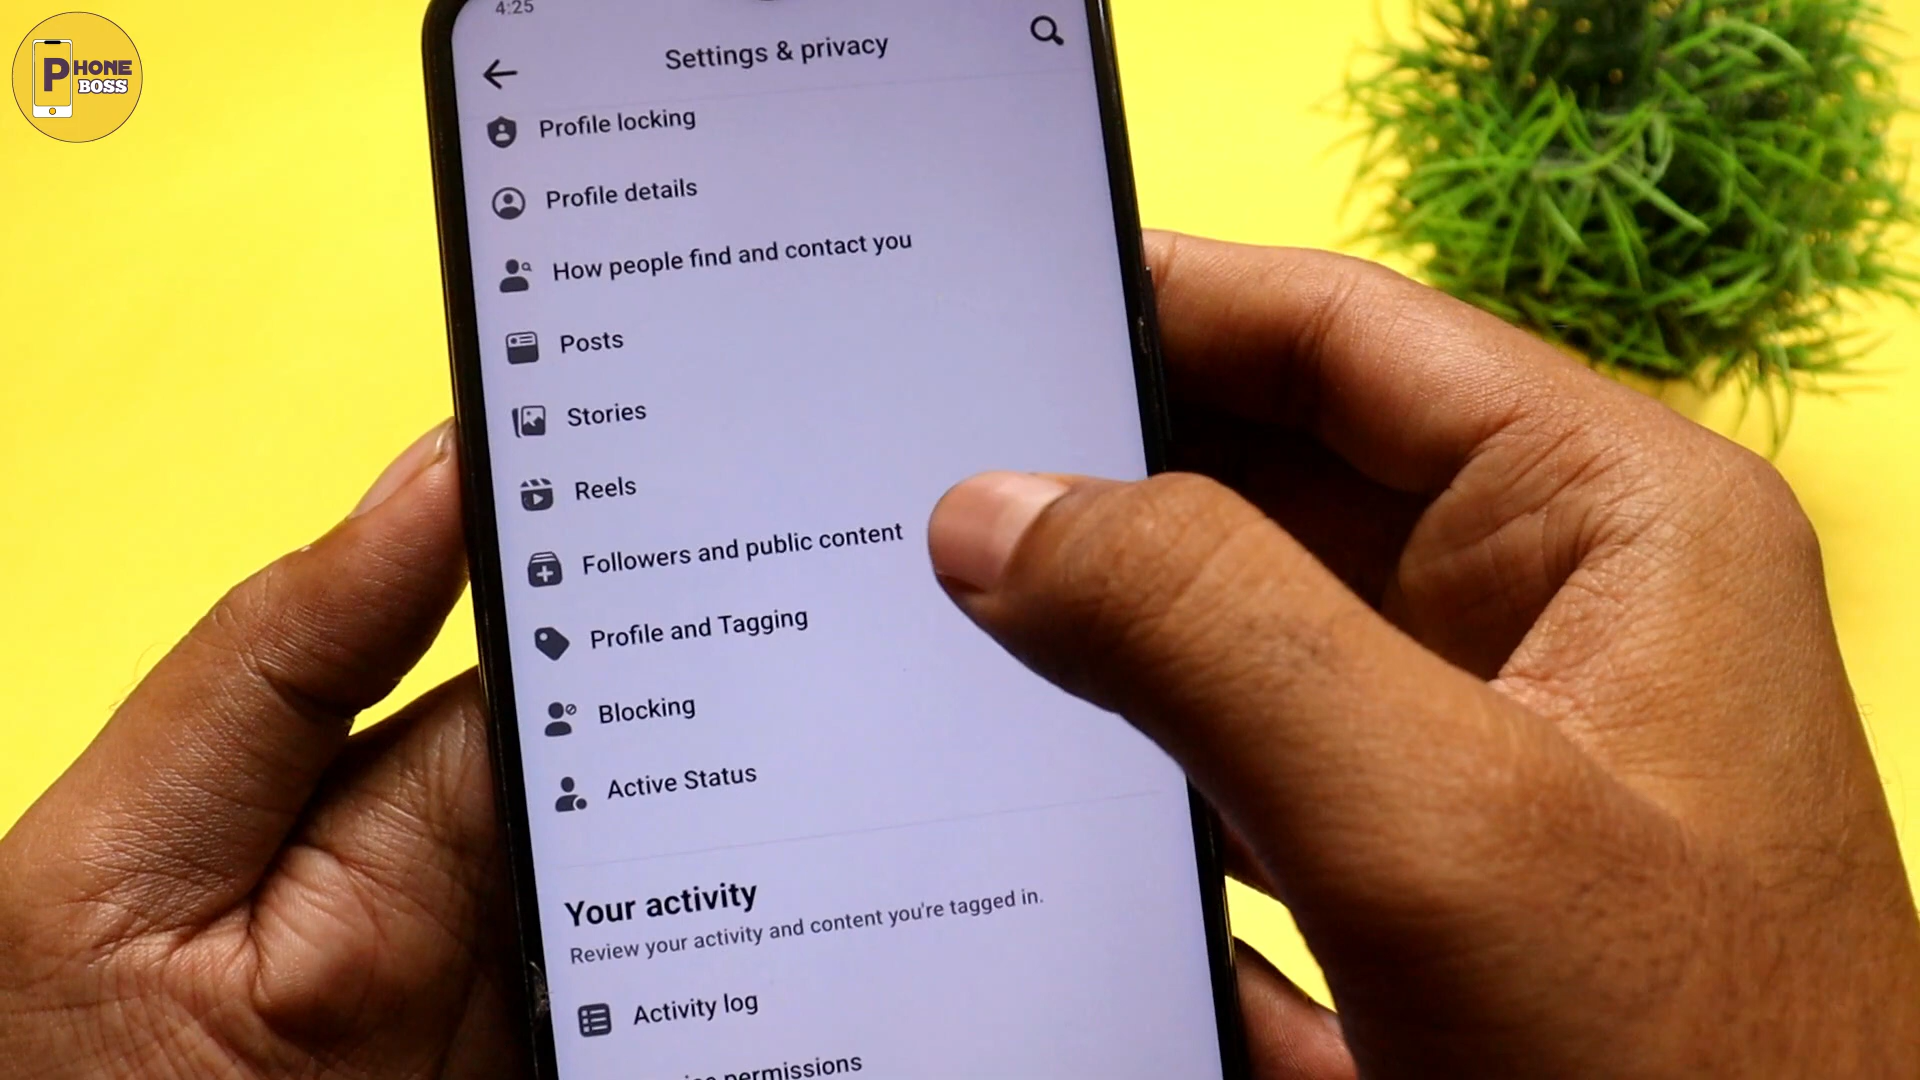 PHONE
BOSS
4:25
Settings & privacy
Profile locking
Profile details
How people find and contact you
Posts
Stories
Reels
Followers and public content
Profile and Tagging
Blocking
Active Status
Your activity
Review your activity and content you're tagged in.
Activity log
permissions